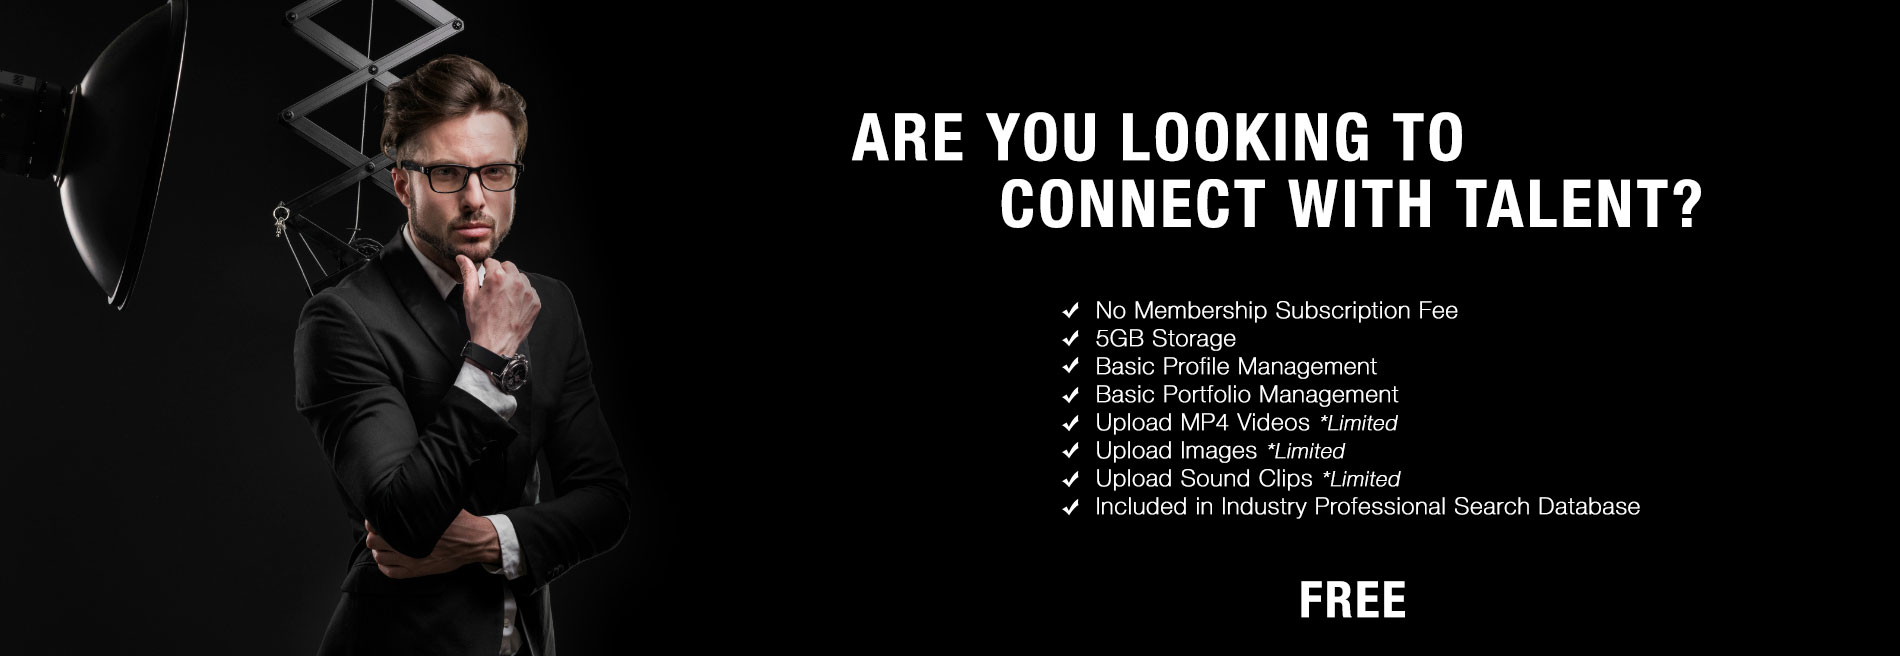 ARE YOU LOOKING TO
CONNECT WITH TALENT?
No Membership Subscription Fee
5GB Storage
Basic Profile Management
Basic Portfolio Management
Upload MP4 Videos *Limited
Upload Images *Limited
Upload Sound Clips *Limited
Included in Industry Professional Search Database
FREE